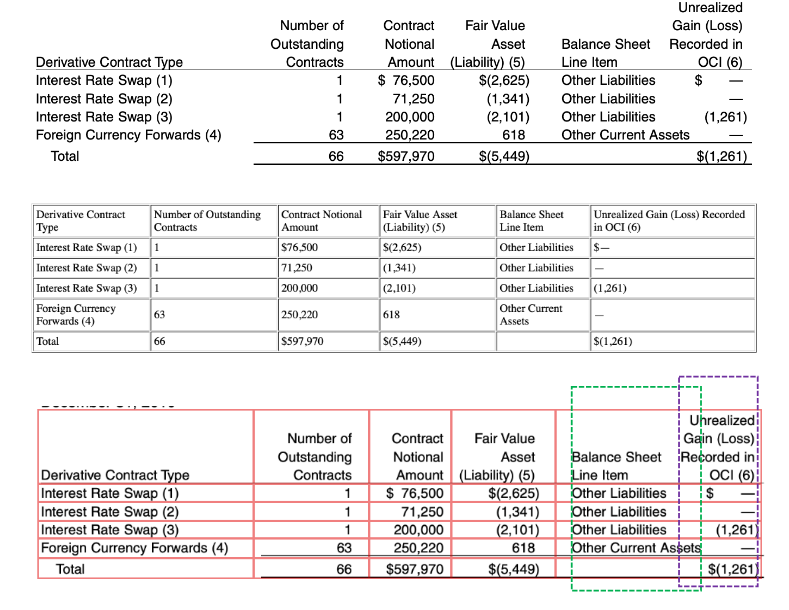 Unrealized
Number of Contract Fair Value Gain (Loss)
Outstanding Notional Asset Balance Sheet Recorded in
Derivative Contract Type Contracts Amount (Liability) (5) Line Item OCI (6)
Interest Rate Swap (1) 1 $ 76,500 $(2,625) Other Liabilities $ —
Interest Rate Swap (2) 1 71,250 (1,341) Other Liabilities —
Interest Rate Swap (3) 1 200,000 (2,101) Other Liabilities (1,261)
Foreign Currency Forwards (4) 63 250,220 618 Other Current Assets —
Total 66 $597,970 $(5,449) $(1,261)
Derivative Contract Number of Outstanding Contract Notional Fair Value Asset Balance Sheet Unrealized Gain (Loss) Recorded
Type Contracts Amount (Liability) (5) Line Item in OCI (6)
Interest Rate Swap (1) 1 $76,500 $(2,625) Other Liabilities $—
Interest Rate Swap (2) 1 71,250 (1,341) Other Liabilities —
Interest Rate Swap (3) 1 200,000 (2,101) Other Liabilities (1,261)
Foreign Currency Other Current
Forwards (4) 63 250,220 618 Assets —
Total 66 $597,970 $(5,449) $(1,261)
Unrealized
Number of Contract Fair Value Gain (Loss)
Outstanding Notional Asset Balance Sheet Recorded in
Derivative Contract Type Contracts Amount (Liability) (5) Line Item OCI (6)
Interest Rate Swap (1) 1 $ 76,500 $(2,625) Other Liabilities $ —
Interest Rate Swap (2) 1 71,250 (1,341) Other Liabilities —
Interest Rate Swap (3) 1 200,000 (2,101) Other Liabilities (1,261)
Foreign Currency Forwards (4) 63 250,220 618 Other Current Assets —
Total 66 $597,970 $(5,449) $(1,261)